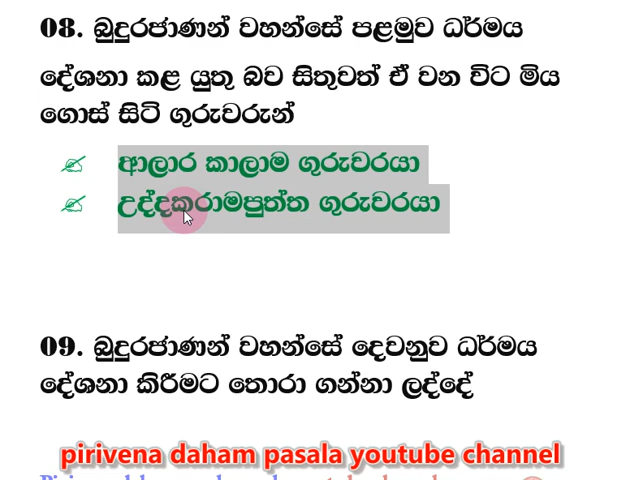 08. බුදුරජාණන් වහන්සේ පළමුව ධර්මය
දේශනා කළ යුතු බව සිතුවත් ඒ වන විට මිය
ගොස් සිටි ගුරුවරුන්
ආලාර කාලාම ගුරුවරයා
උද්දකරාමපුත්ත ගුරුවරයා
09. බුදුරජාණන් වහන්සේ දෙවනුව ධර්මය
දේශනා කිරීමට තොරා ගන්නා ලද්දේ
pirivena daham pasala youtube channel